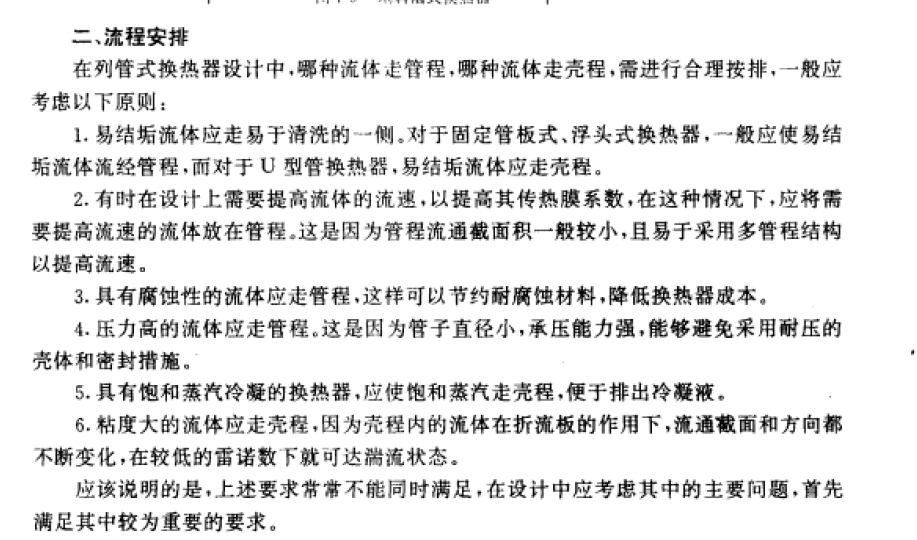 二、流程安排
在列管式换热器设计中,哪种流体走管程,哪种流体走壳程,需进行合理按排,一般应
考虑以下原则:
1. 易结垢流体应走易于清洗的一侧。对于固定管板式、浮头式换热器,一般应使易结
垢流体流经管程,而对于 U 型管换热器,易结垢流体应走壳程。
2. 有时在设计上需要提高流体的流速,以提高其传热膜系数,在这种情况下,应将需
要提高流速的流体放在管程。这是因为管程流通截面积一般较小,且易于采用多管程结构
以提高流速。
3. 具有腐蚀性的流体应走管程,这样可以节约耐腐蚀材料,降低换热器成本。
4. 压力高的流体应走管程。这是因为管子直径小,承压能力强,能够避免采用耐压的
壳体和密封措施。
5. 具有饱和蒸汽冷凝的换热器,应使饱和蒸汽走壳程,便于排出冷凝液。
6. 粘度大的流体应走壳程,因为壳程内的流体在折流板的作用下,流通截面和方向都
不断变化,在较低的雷诺数下就可达湍流状态。
应该说明的是,上述要求常常不能同时满足,在设计中应考虑其中的主要问题,首先
满足其中较为重要的要求。